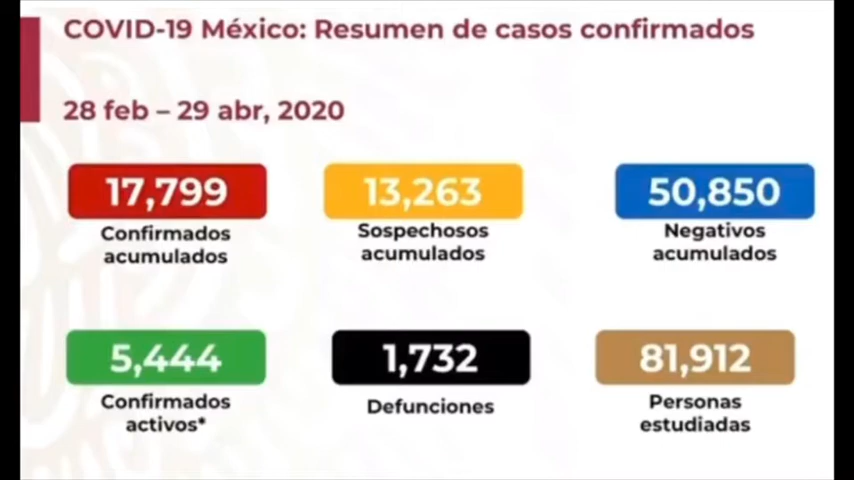 COVID-19 México: Resumen de casos confirmados
28 feb – 29 abr, 2020
17,799
Confirmados
acumulados
13,263
Sospechosos
acumulados
50,850
Negativos
acumulados
5,444
Confirmados
activos*
1,732
Defunciones
81,912
Personas
estudiadas